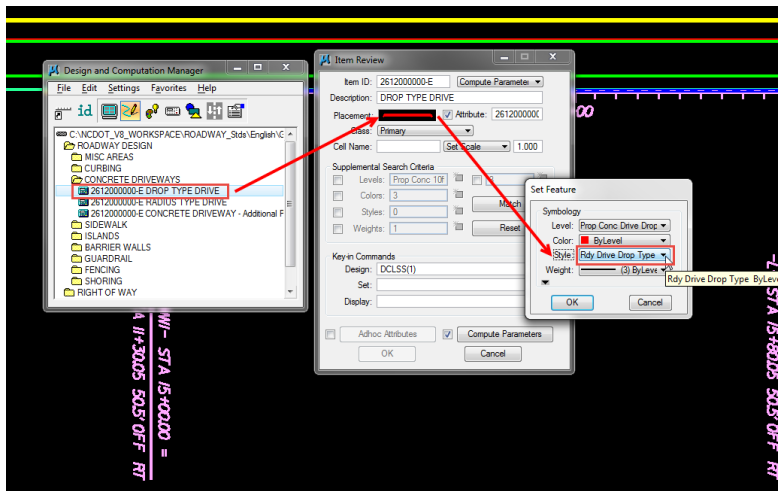 Design and Computation Manager
File Edit Settings Favorites Help
id
C:\NCDOT_V8_WORKSPACE\ROADWAY_Stds\English\
ROADWAY DESIGN
MISC AREAS
CURBING
CONCRETE DRIVEWAYS
2612000000-E DROP TYPE DRIVE
2612000000-E RADIUS TYPE DRIVE
2612000000-E CONCRETE DRIVEWAY - Additional F
SIDEWALK
ISLANDS
BARRIER WALLS
GUARDRAIL
FENCING
SHORING
RIGHT OF WAY
Item Review
Item ID: 2612000000-E Compute Parameter
Description: DROP TYPE DRIVE
Placement: Attribute: 2612000000
Class: Primary
Cell Name: Set Scale 1.000
Supplemental Search Criteria
Levels: Prop Conc 10f
Colors: 3 Match
Styles: 0
Weights: 1 Reset
Key-in Commands
Design: DCLSS(1)
Set:
Display:
Adhoc Attributes Compute Parameters
OK Cancel
Set Feature
Symbology
Level: Prop Conc Drive Drop
Color: ByLevel
Style: Rdy Drive Drop Type
Weight: (3) ByLeve
Rdy Drive Drop Type ByLeve
OK Cancel
00
A 11+30.05 50.5' OFF RT
NWI- STA 15+00.00 =
-L STA 15+80.05 50.5' OFF RT